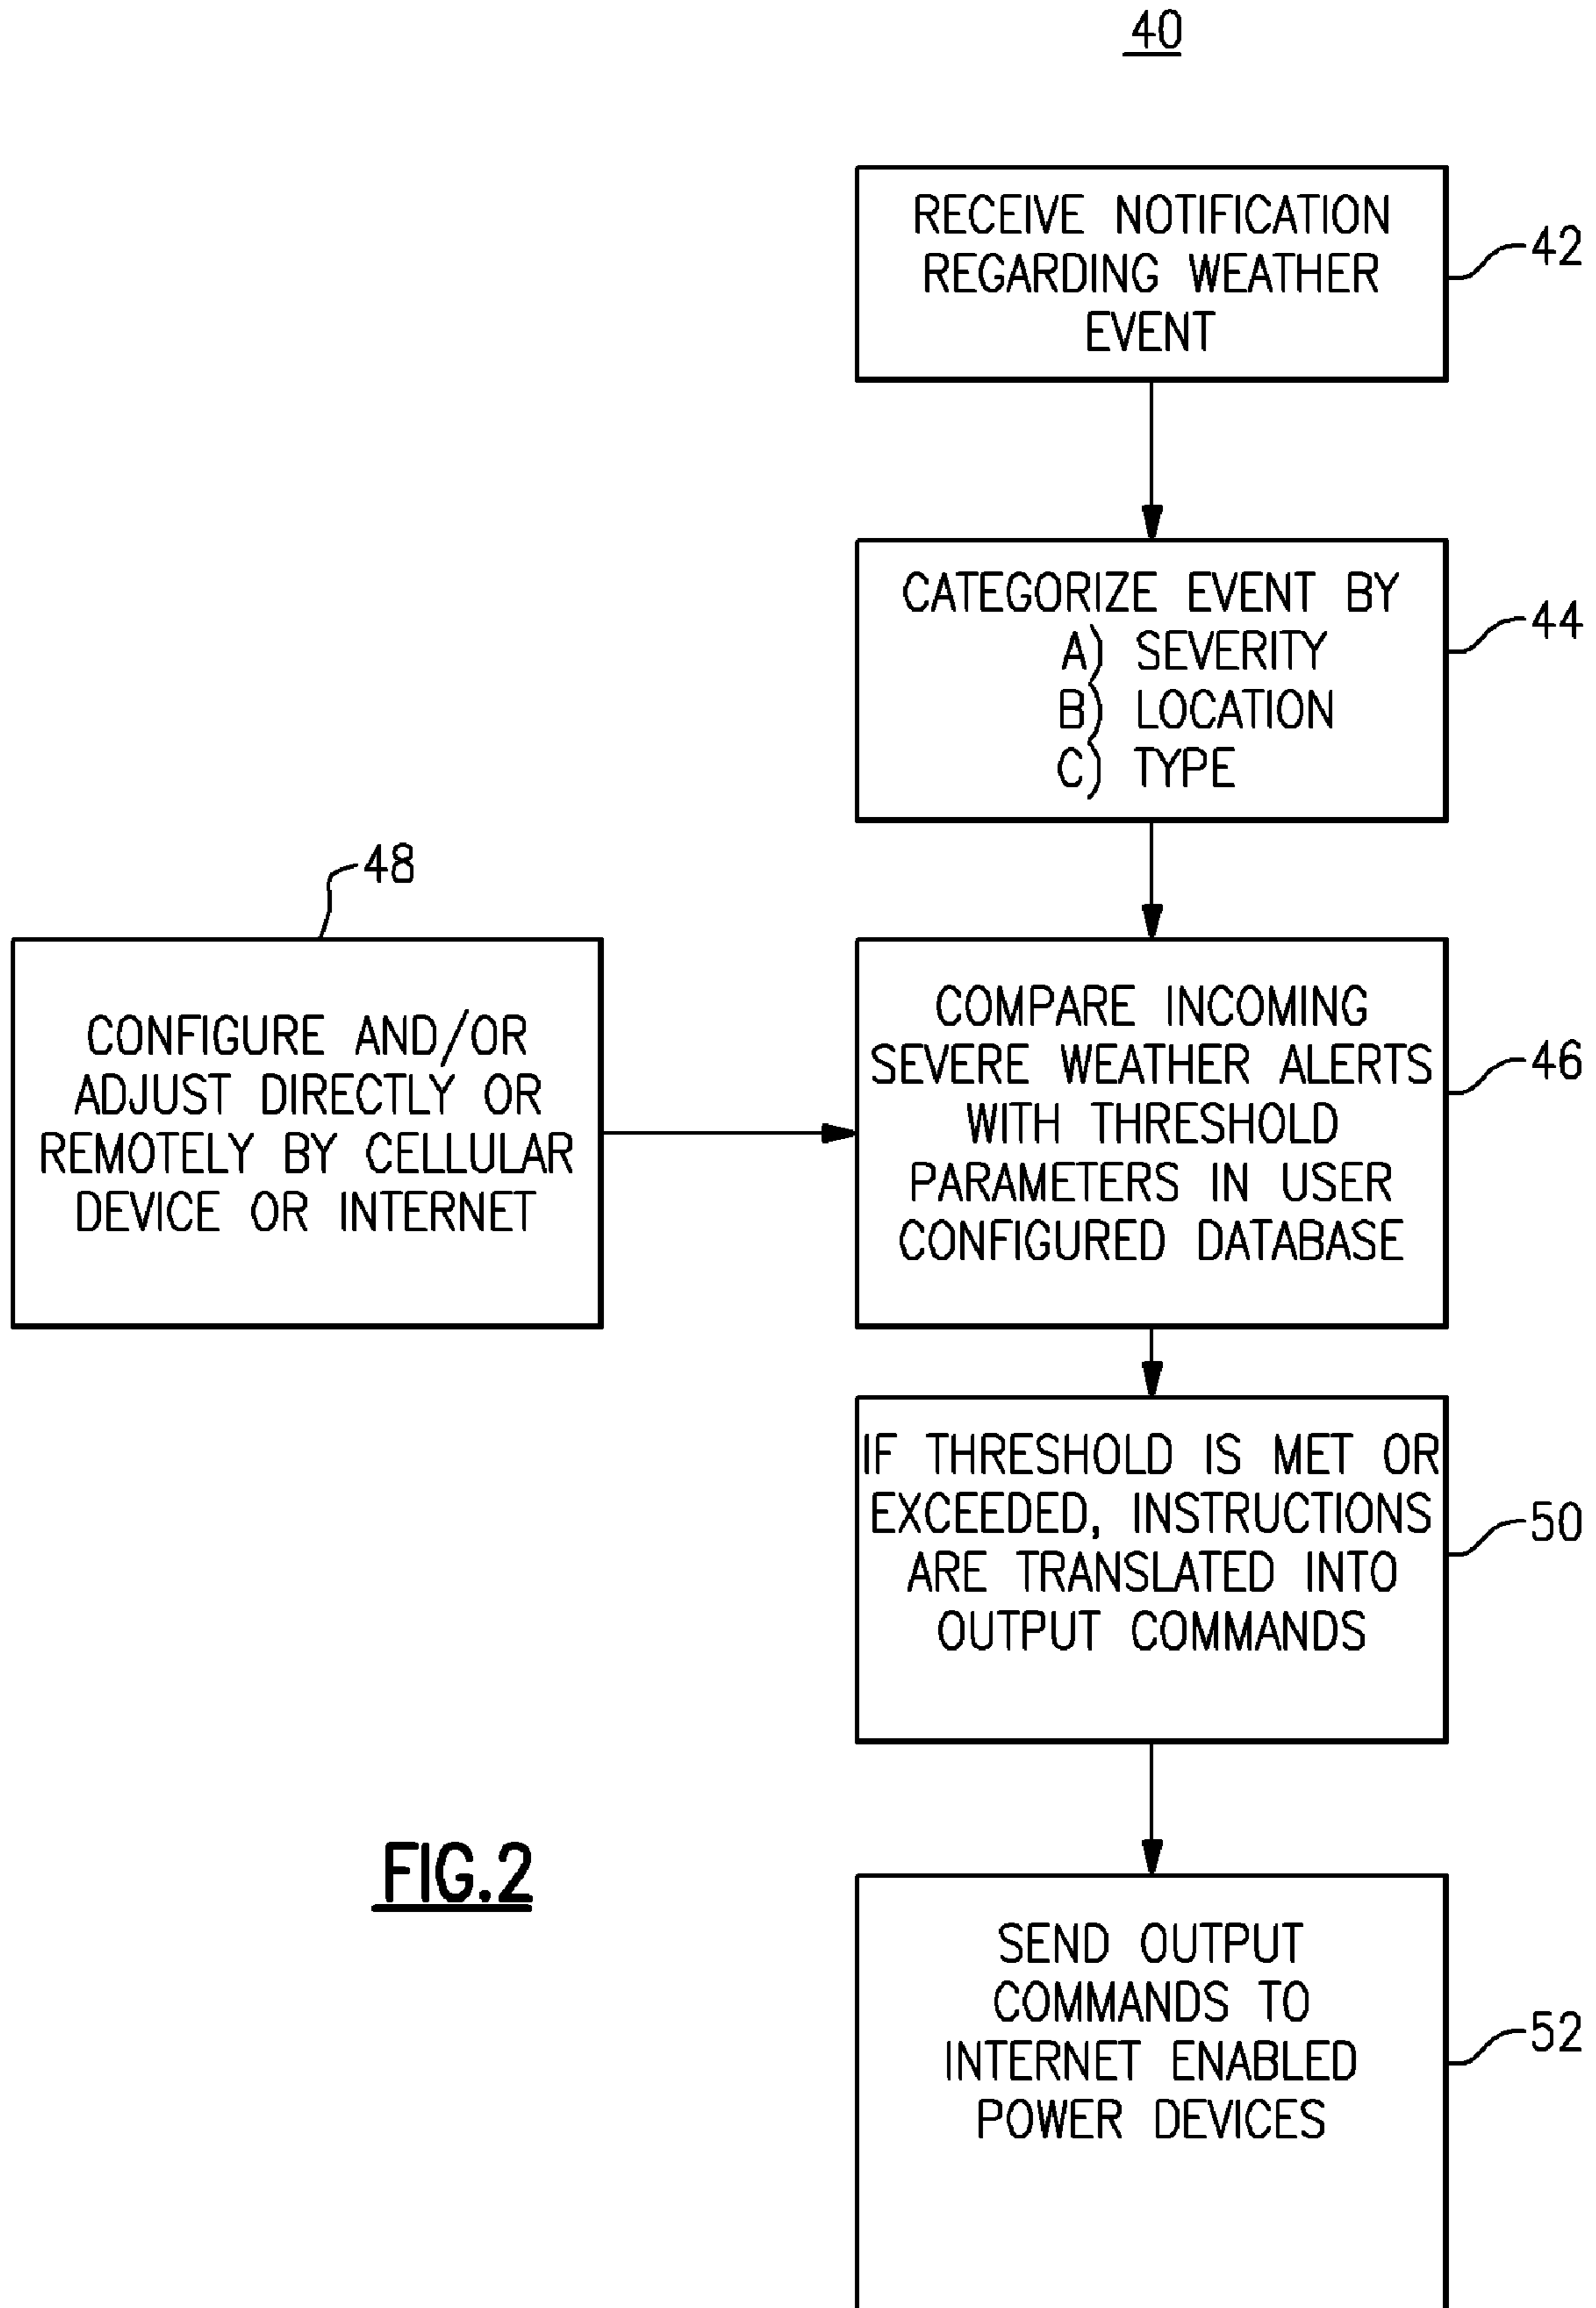 40
RECEIVE NOTIFICATION
REGARDING WEATHER
EVENT
42
CATEGORIZE EVENT BY
A) SEVERITY
B) LOCATION
C) TYPE
44
48
CONFIGURE AND/OR
ADJUST DIRECTLY OR
REMOTELY BY CELLULAR
DEVICE OR INTERNET
COMPARE INCOMING
SEVERE WEATHER ALERTS
WITH THRESHOLD
PARAMETERS IN USER
CONFIGURED DATABASE
46
IF THRESHOLD IS MET OR
EXCEEDED, INSTRUCTIONS
ARE TRANSLATED INTO
OUTPUT COMMANDS
50
FIG.2
SEND OUTPUT
COMMANDS TO
INTERNET ENABLED
POWER DEVICES
52